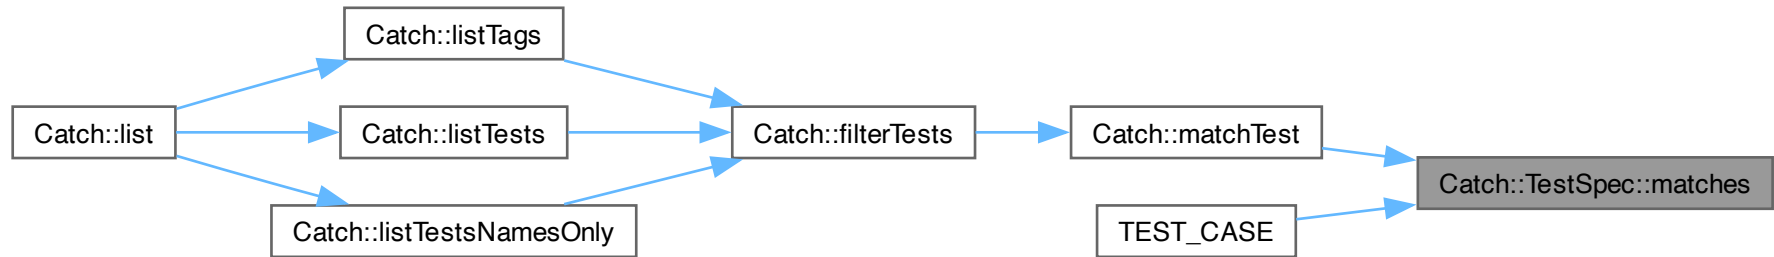 Catch::listTags
Catch::list
Catch::listTests
Catch::filterTests
Catch::matchTest
Catch::TestSpec::matches
Catch::listTestsNamesOnly
TEST_CASE